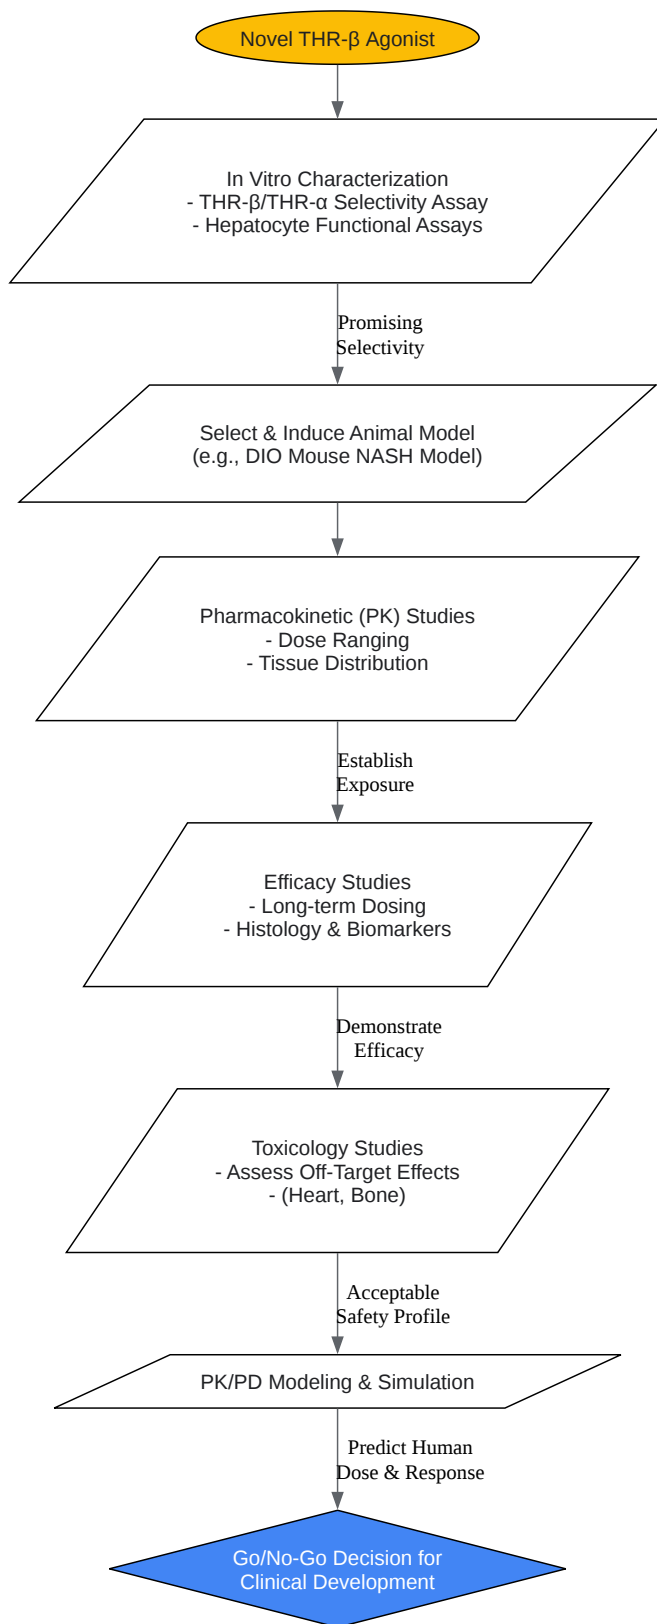 Novel THR-β Agonist
In Vitro Characterization
- THR-β/THR-α Selectivity Assay
- Hepatocyte Functional Assays
Promising
Selectivity
Select & Induce Animal Model
(e.g., DIO Mouse NASH Model)
Pharmacokinetic (PK) Studies
- Dose Ranging
- Tissue Distribution
Establish
Exposure
Efficacy Studies
- Long-term Dosing
- Histology & Biomarkers
Demonstrate
Efficacy
Toxicology Studies
- Assess Off-Target Effects
- (Heart, Bone)
Acceptable
Safety Profile
PK/PD Modeling & Simulation
Predict Human
Dose & Response
Go/No-Go Decision for
Clinical Development